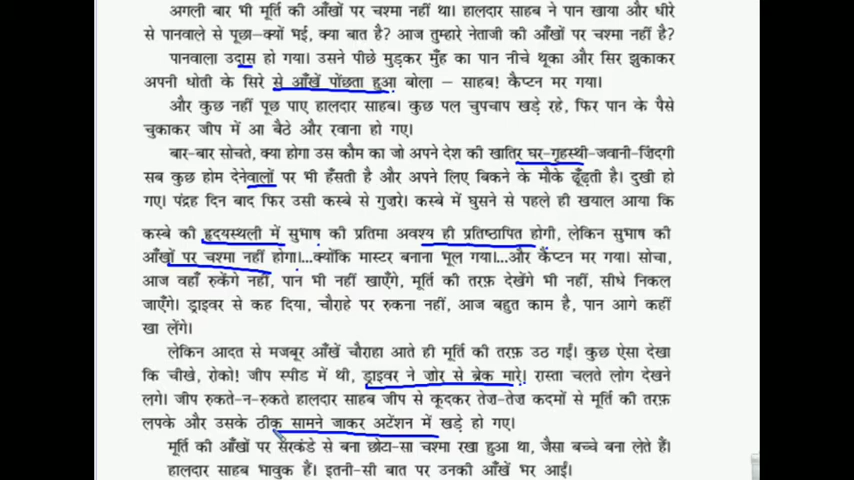 अगली बार भी मूर्ति की आँखों पर चश्मा नहीं था। हालदार साहब ने पान खाया और धीरे
से पानवाले से पूछा—क्यों भई, क्या बात है? आज तुम्हारे नेताजी की आँखों पर चश्मा नहीं है?
पानवाला उदास हो गया। उसने पीछे मुड़कर मुँह का पान नीचे थूका और सिर झुकाकर
अपनी धोती के सिरे से आँखें पोंछता हुआ बोला – साहब! कैप्टन मर गया।
और कुछ नहीं पूछ पाए हालदार साहब। कुछ पल चुपचाप खड़े रहे, फिर पान के पैसे
चुकाकर जीप में आ बैठे और रवाना हो गए।
बार-बार सोचते, क्या होगा उस कौम का जो अपने देश की खातिर घर-गृहस्थी-जवानी-ज़िंदगी
सब कुछ होम देनेवालों पर भी हँसती है और अपने लिए बिकने के मौके ढूँढ़ती है। दुखी हो
गए। पंद्रह दिन बाद फिर उसी कस्बे से गुज़रे। कस्बे में घुसने से पहले ही खयाल आया कि
कस्बे की हृदयस्थली में सुभाष की प्रतिमा अवश्य ही प्रतिष्ठापित होगी, लेकिन सुभाष की
आँखों पर चश्मा नहीं होगा।...क्योंकि मास्टर बनाना भूल गया।...और कैप्टन मर गया। सोचा,
आज वहाँ रुकेंगे नहीं, पान भी नहीं खाएँगे, मूर्ति की तरफ़ देखेंगे भी नहीं, सीधे निकल
जाएँगे। ड्राइवर से कह दिया, चौराहे पर रुकना नहीं, आज बहुत काम है, पान आगे कहीं
खा लेंगे।
लेकिन आदत से मजबूर आँखें चौराहा आते ही मूर्ति की तरफ़ उठ गईं। कुछ ऐसा देखा
कि चीखे, रोको! जीप स्पीड में थी, ड्राइवर ने ज़ोर से ब्रेक मारे। रास्ता चलते लोग देखने
लगे। जीप रुकते-न-रुकते हालदार साहब जीप से कूदकर तेज़-तेज़ कदमों से मूर्ति की तरफ़
लपके और उसके ठीक सामने जाकर अटेंशन में खड़े हो गए।
मूर्ति की आँखों पर सरकंडे से बना छोटा-सा चश्मा रखा हुआ था, जैसा बच्चे बना लेते हैं।
हालदार साहब भावुक हैं। इतनी-सी बात पर उनकी आँखें भर आईं।